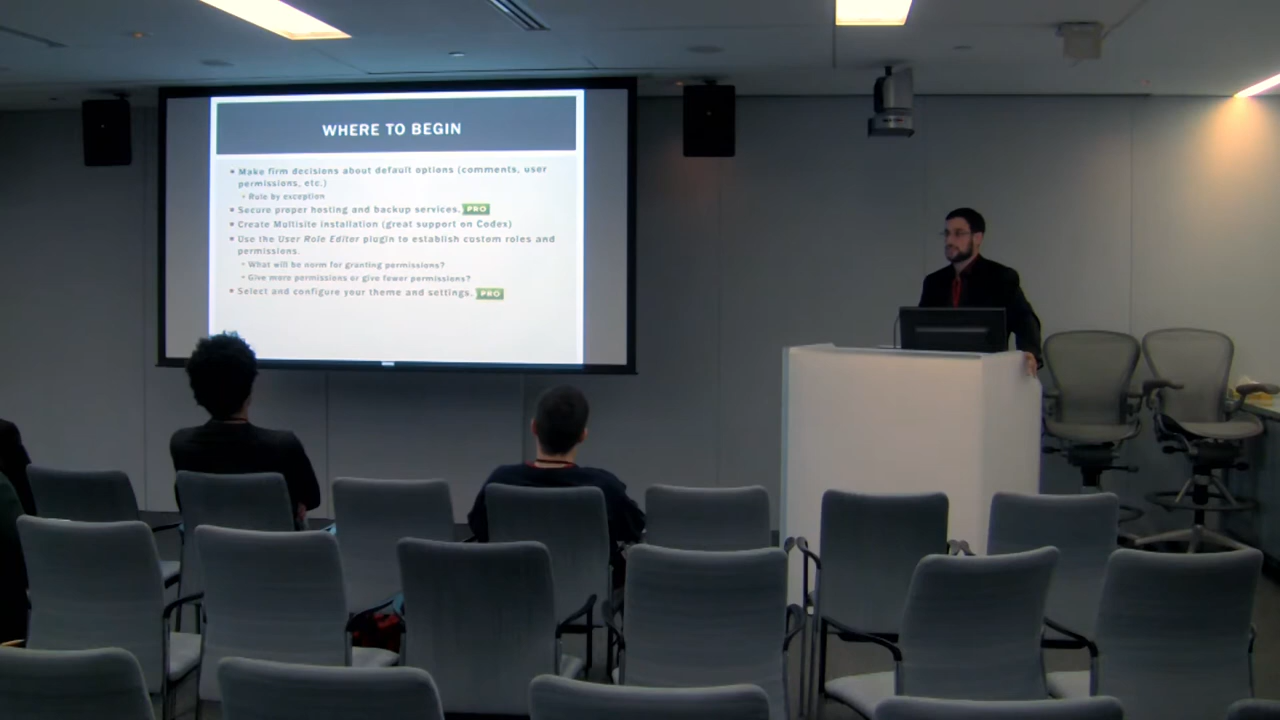 WHERE TO BEGIN
Make firm decisions about default options (comments, user
permissions, etc.)
Rule by exception
Secure proper hosting and backup services. PRO
Create Multisite installation (great support on Codex)
Use the User Role Editor plugin to establish custom roles and
permissions.
What will be norm for granting permissions?
Give more permissions or give fewer permissions?
Select and configure your theme and settings. PRO